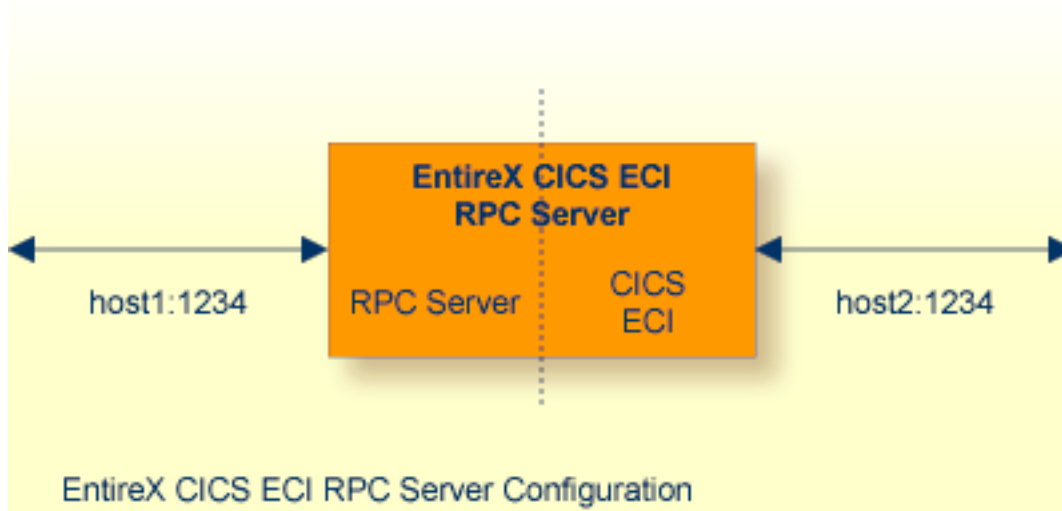 EntireX CICS ECI
RPC Server
host1:1234
RPC Server
CICS
ECI
host2:1234
EntireX CICS ECI RPC Server Configuration